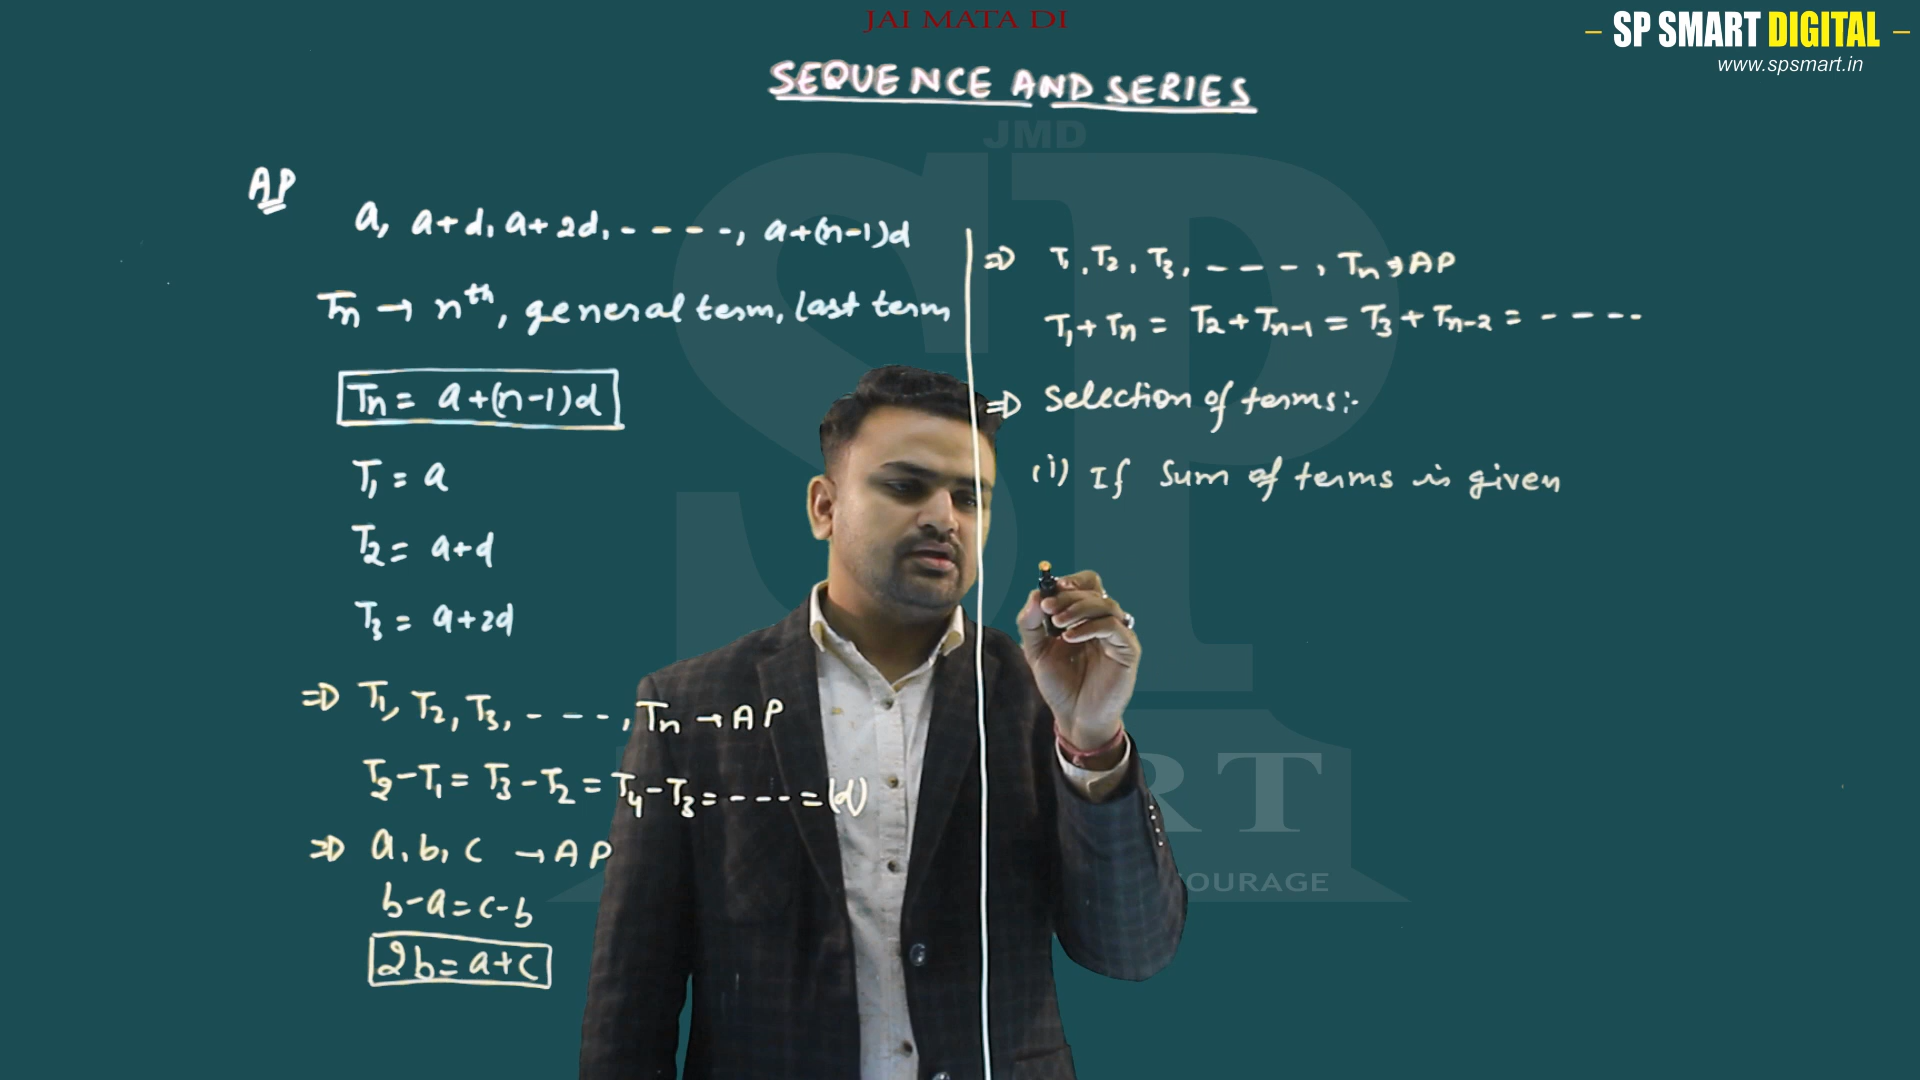 JAI MATA DI
SP SMART DIGITAL
www.spsmart.in
SEQUENCE AND SERIES
JMD
AP
a, a+d, a+2d, - - - - -, a+(n-1)d
Tn → nth, general term, last term
Tn = a+(n-1)d
T1 = a
T2 = a+d
T3 = a+2d
⇒ T1, T2, T3, - - - -, Tn → AP
T2-T1 = T3-T2 = T4-T3 = - - - - = (d)
⇒ a, b, c → AP
b-a = c-b
2b = a+c
⇒ T1, T2, T3, - - - -, Tn → AP
T1+Tn = T2+Tn-1 = T3+Tn-2 = - - - -
⇒ Selection of terms:-
(i) If Sum of terms is given
SP
RT
OURAGE